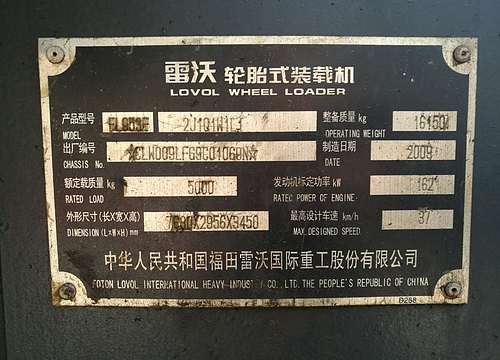 雷沃 轮胎式装载机
LOVOL WHEEL LOADER
产品型号 整备质量 kg 16150
MODEL OPERATING WEIGHT
出厂编号 制造日期 2009
CHASSIS No. DATE
额定载质量 kg 5000 发动机标定功率 kW 162
RATED LOAD RATED POWER OF ENGINE
外形尺寸(长X宽X高) X2956X3450 最高设计车速 km/h 37
DIMENSION (L×W×H) mm MAX. DESIGNED SPEED
中华人民共和国福田雷沃国际重工股份有限公司
FOTON LOVOL INTERNATIONAL HEAVY-INDUSTRY CO., LTD. THE PEOPLE'S REPUBLIC OF CHINA